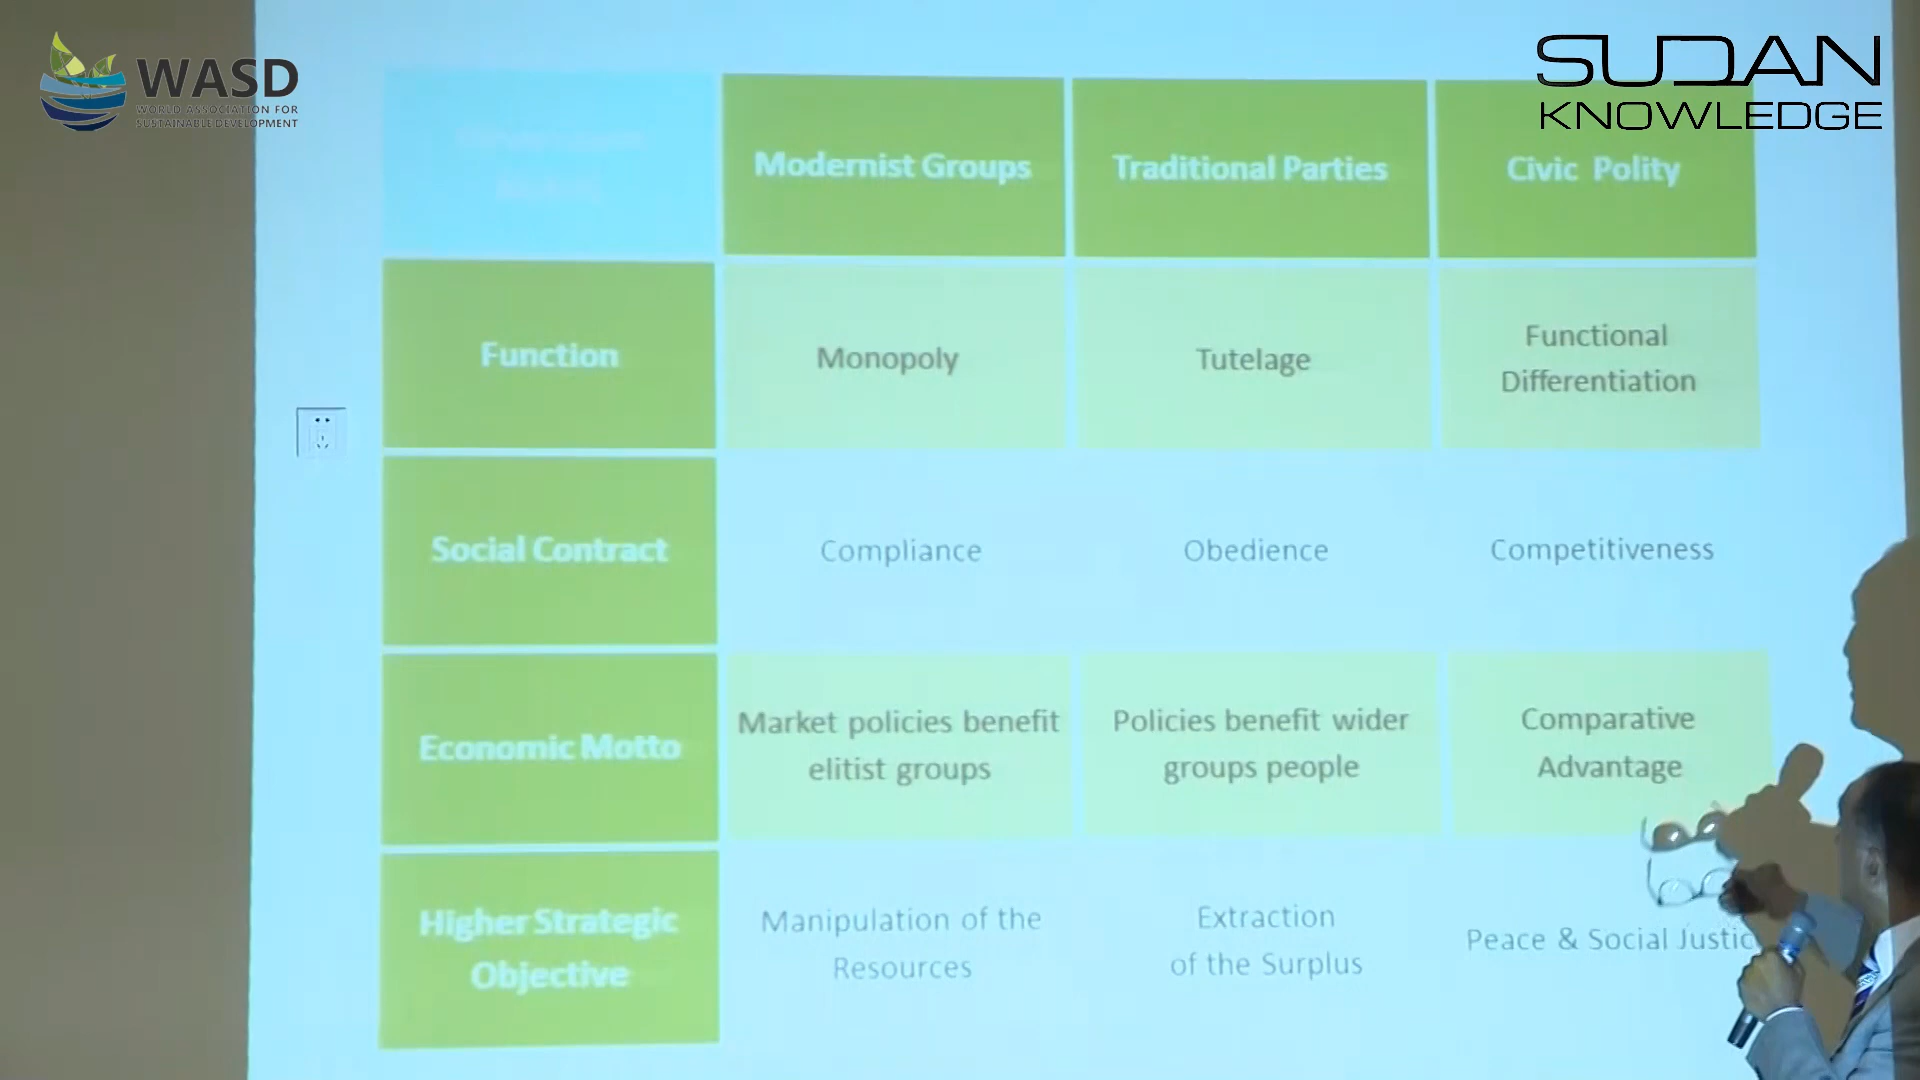 WASD
WORLD ASSOCIATION FOR
SUSTAINABLE DEVELOPMENT
SUDAN
KNOWLEDGE
Modernist Groups
Traditional Parties
Civic Polity
Function
Monopoly
Tutelage
Functional
Differentiation
Social Contract
Compliance
Obedience
Competitiveness
Economic Motto
Market policies benefit
elitist groups
Policies benefit wider
groups people
Comparative
Advantage
Higher Strategic
Objective
Manipulation of the
Resources
Extraction
of the Surplus
Peace & Social Justic